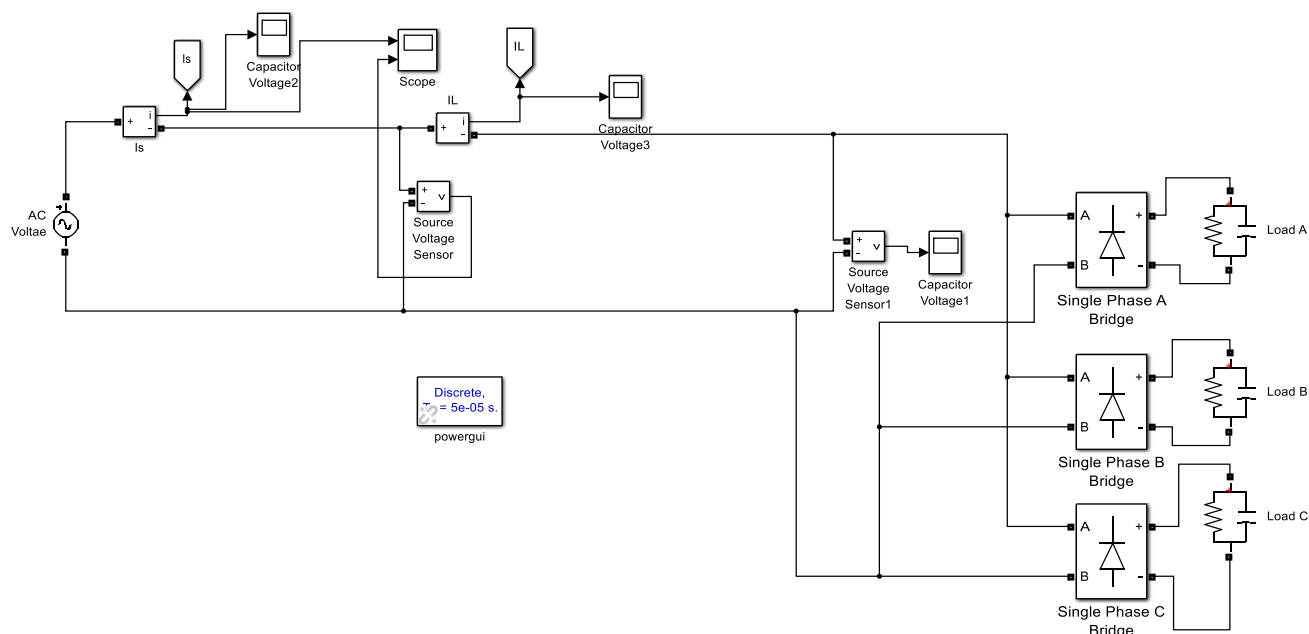 Is
Capacitor
Voltage2
Scope
IL
Capacitor
Voltage3
IL
+
i
-
Is
+
i
-
AC
Voltae
+
+
-
v
Source
Voltage
Sensor
+
-
v
Source
Voltage
Sensor1
Capacitor
Voltage1
A
B
+
-
Single Phase A
Bridge
Load A
Discrete,
= 5e-05 s.
powergui
A
B
+
-
Single Phase B
Bridge
Load B
A
B
+
-
Single Phase C
Bridge
Load C